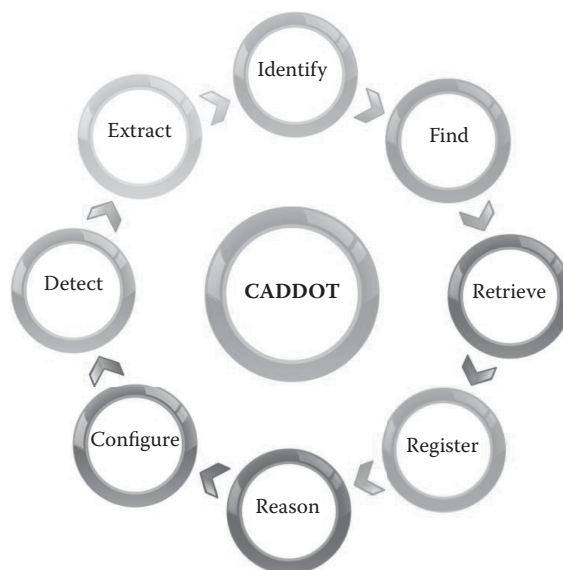 Identify
Find
Retrieve
Register
Reason
Configure
Detect
Extract
CADDOT